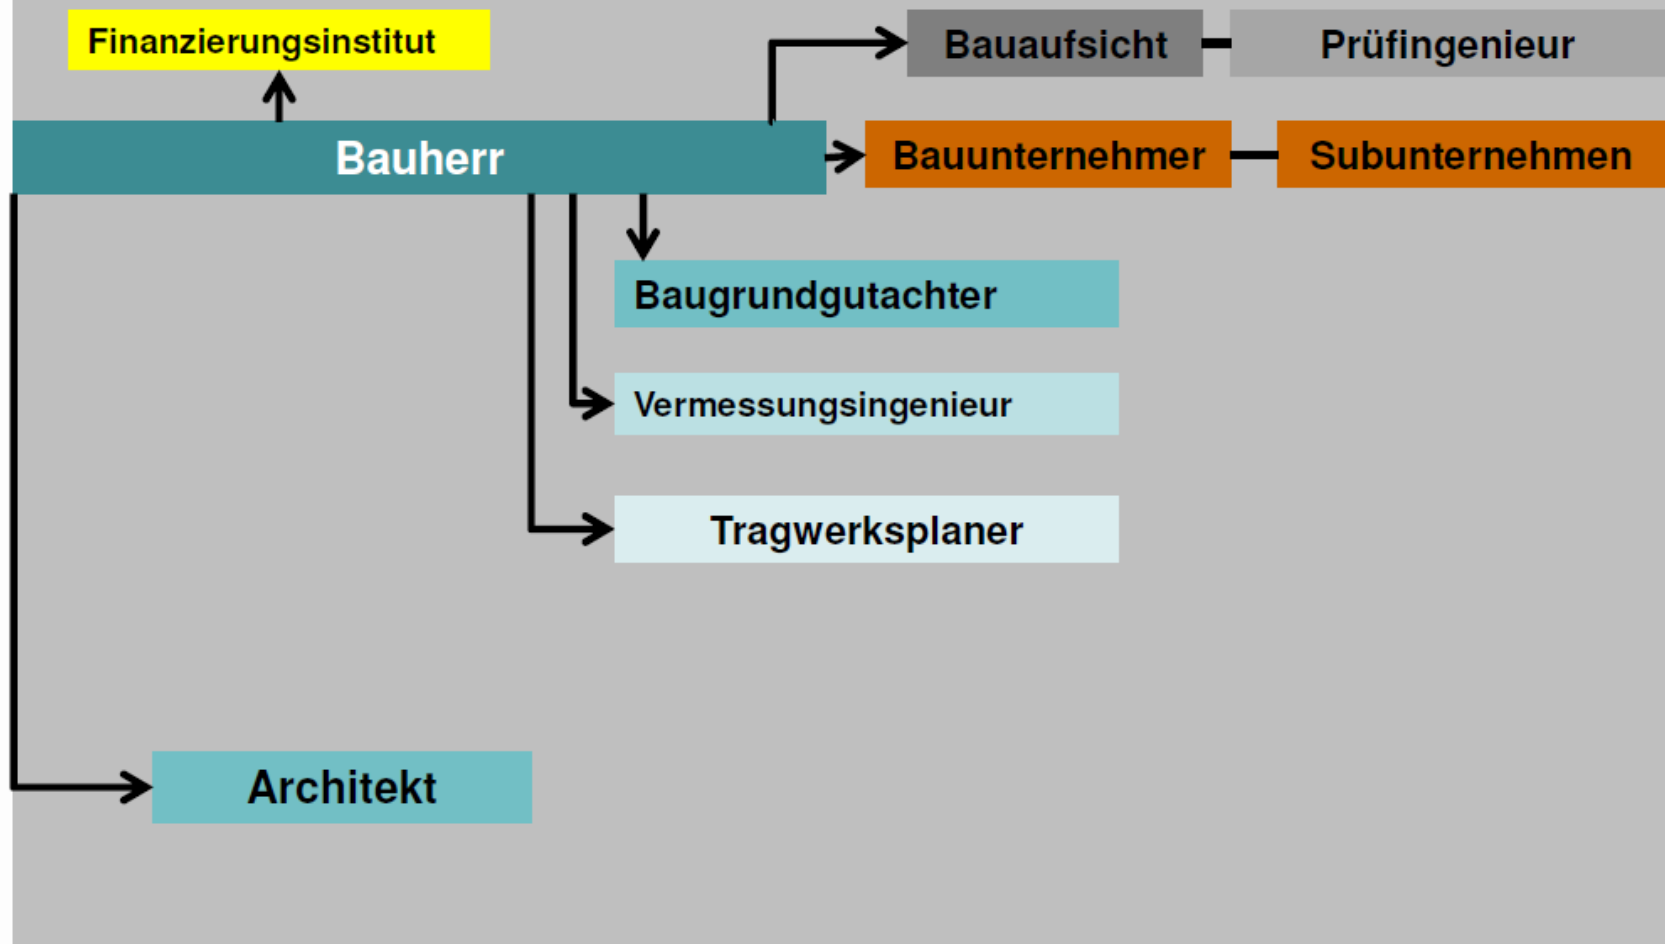 Finanzierungsinstitut
Bauaufsicht
Prüfingenieur
Bauherr
Bauunternehmer
Subunternehmen
Baugrundgutachter
Vermessungsingenieur
Tragwerksplaner
Architekt